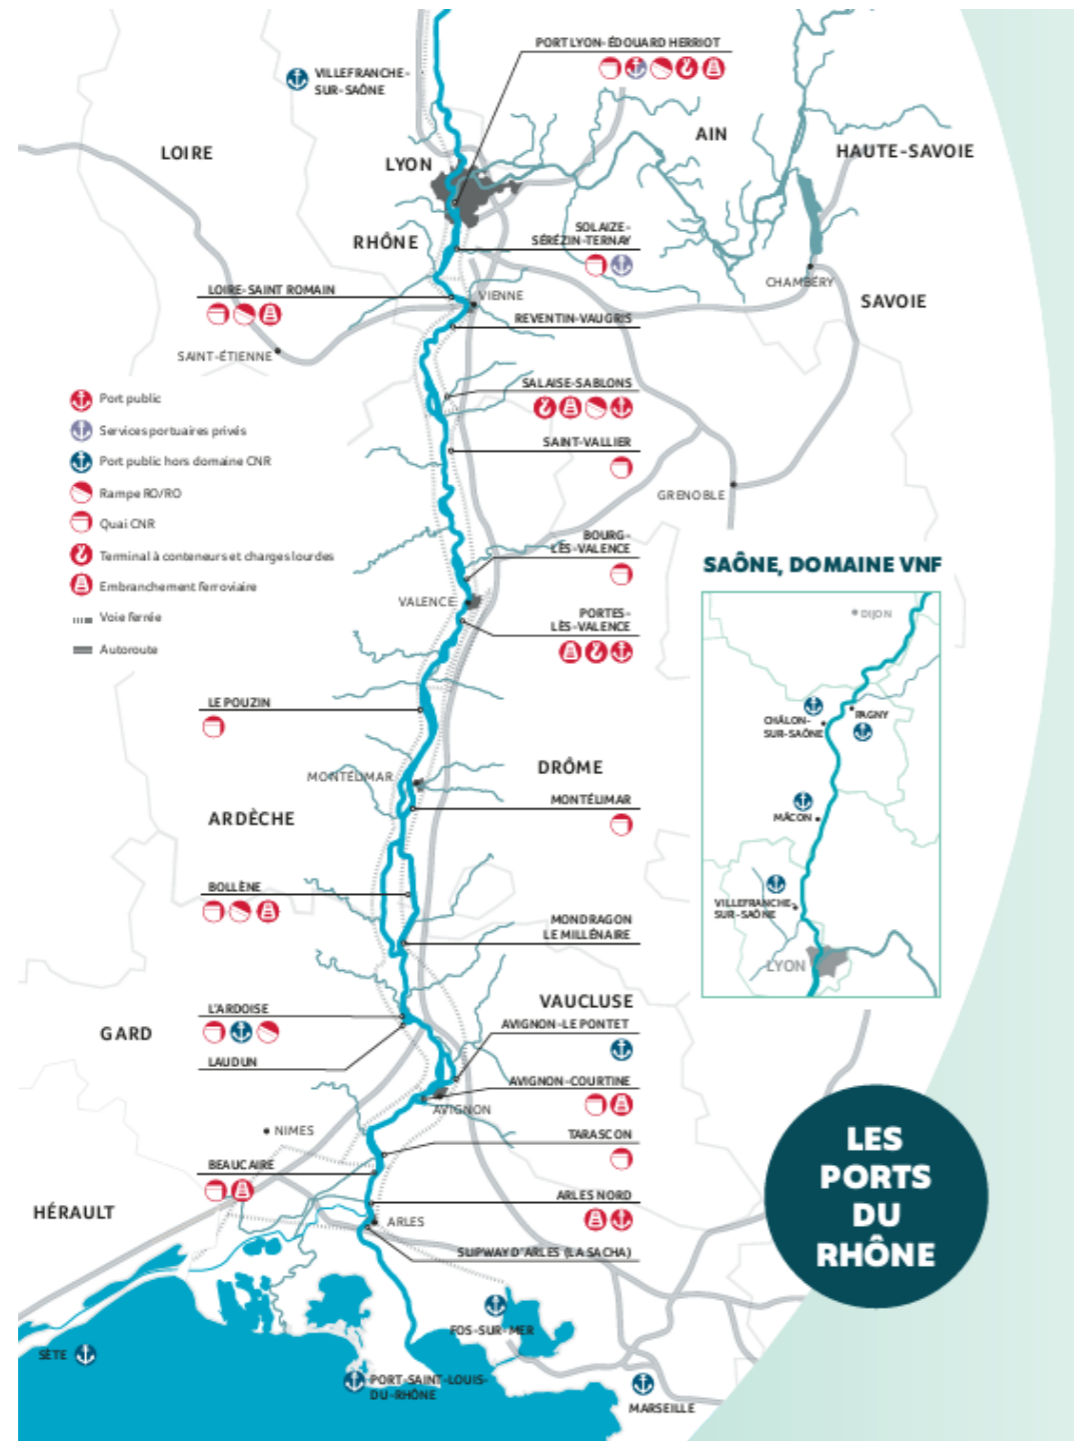 PORT LYON-ÉDOUARD HERRIOT
VILLEFRANCHE-
SUR-SAÔNE
AIN
LOIRE
LYON
HAUTE-SAVOIE
RHÔNE
SOLAIZE-
SÉRÉZIN-TERNAY
CHAMBÉRY
LOIRE-SAINT ROMAIN
VIENNE
SAVOIE
REVENTIN-VAUGRIS
SAINT-ÉTIENNE
SALAISE-SABLONS
Port public
Services portuaires privés
Port public hors domaine CNR
Rampe RO/RO
Quai CNR
Terminal à conteneurs et charges lourdes
Embranchement ferroviaire
Voie ferrée
Autoroute
SAINT-VALLIER
GRENOBLE
BOURG-
LÈS-VALENCE
VALENCE
PORTES-
LÈS-VALENCE
LE POUZIN
MONTÉLIMAR
DRÔME
ARDÈCHE
MONTÉLIMAR
BOLLÈNE
MONDRAGON
LE MILLÉNAIRE
SAÔNE, DOMAINE VNF
DIJON
PAGNY
CHÂLON-
SUR-SAÔNE
MÂCON
VILLEFRANCHE-
SUR-SAÔNE
LYON
L'ARDOISE
VAUCLUSE
GARD
AVIGNON-LE PONTET
LAUDUN
AVIGNON-COURTINE
AVIGNON
NIMES
TARASCON
BEAUCAIRE
ARLES NORD
HÉRAULT
ARLES
SLIPWAY D'ARLES (LA SACHA)
LES
PORTS
DU
RHÔNE
FOS-SUR-MER
SÈTE
PORT-SAINT-LOUIS-
DU-RHÔNE
MARSEILLE